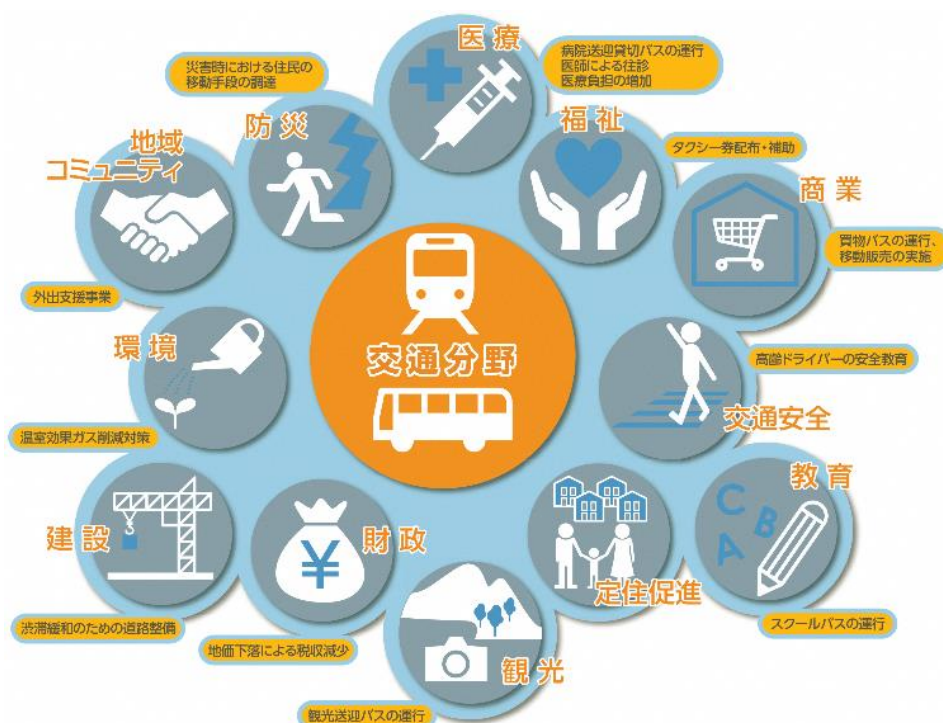 医療
病院送迎貸切バスの運行
医師による往診
医療負担の増加
災害時における住民の
移動手段の調達
防災
福祉
タクシー券配布・補助
地域
コミュニティ
商業
買物バスの運行、
移動販売の実施
外出支援事業
環境
交通分野
高齢ドライバーの安全教育
交通安全
温室効果ガス削減対策
教育
建設
財政
定住促進
スクールバスの運行
渋滞緩和のための道路整備
地価下落による税収減少
観光
観光送迎バスの運行
C
B
A
¥